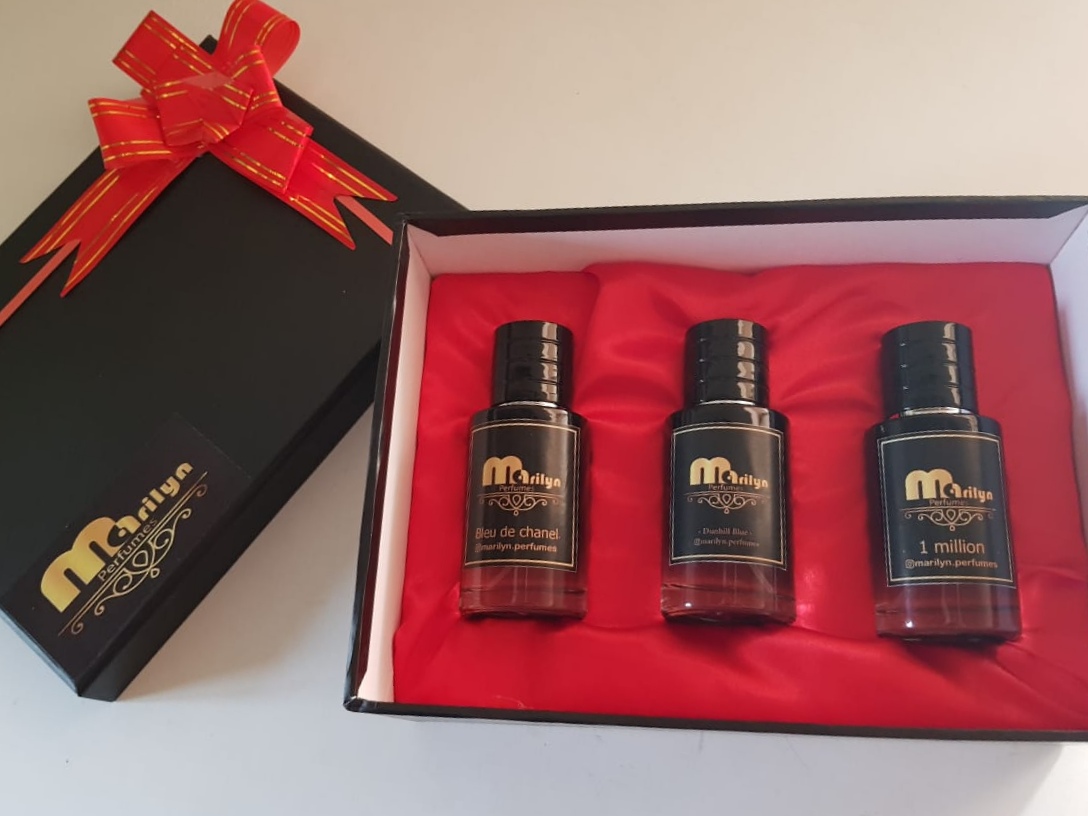 Marilyn
Perfumes
Marilyn
Perfumes
Bleu de chanel
@marilyn.perfumes
Marilyn
Perfumes
- Dunhill Blue -
@marilyn.perfumes
Marilyn
Perfumes
1 million
@marilyn.perfumes